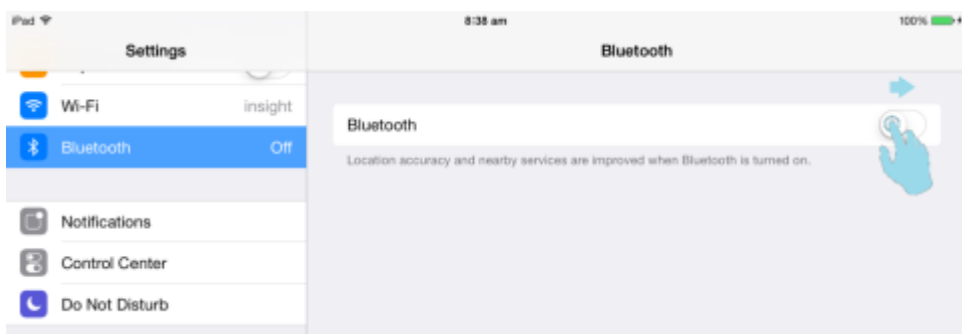 iPad 8:38 am 100%
Settings Bluetooth
Wi-Fi insight
Bluetooth
Bluetooth Off
Location accuracy and nearby services are improved when Bluetooth is turned on.
Notifications
Control Center
Do Not Disturb